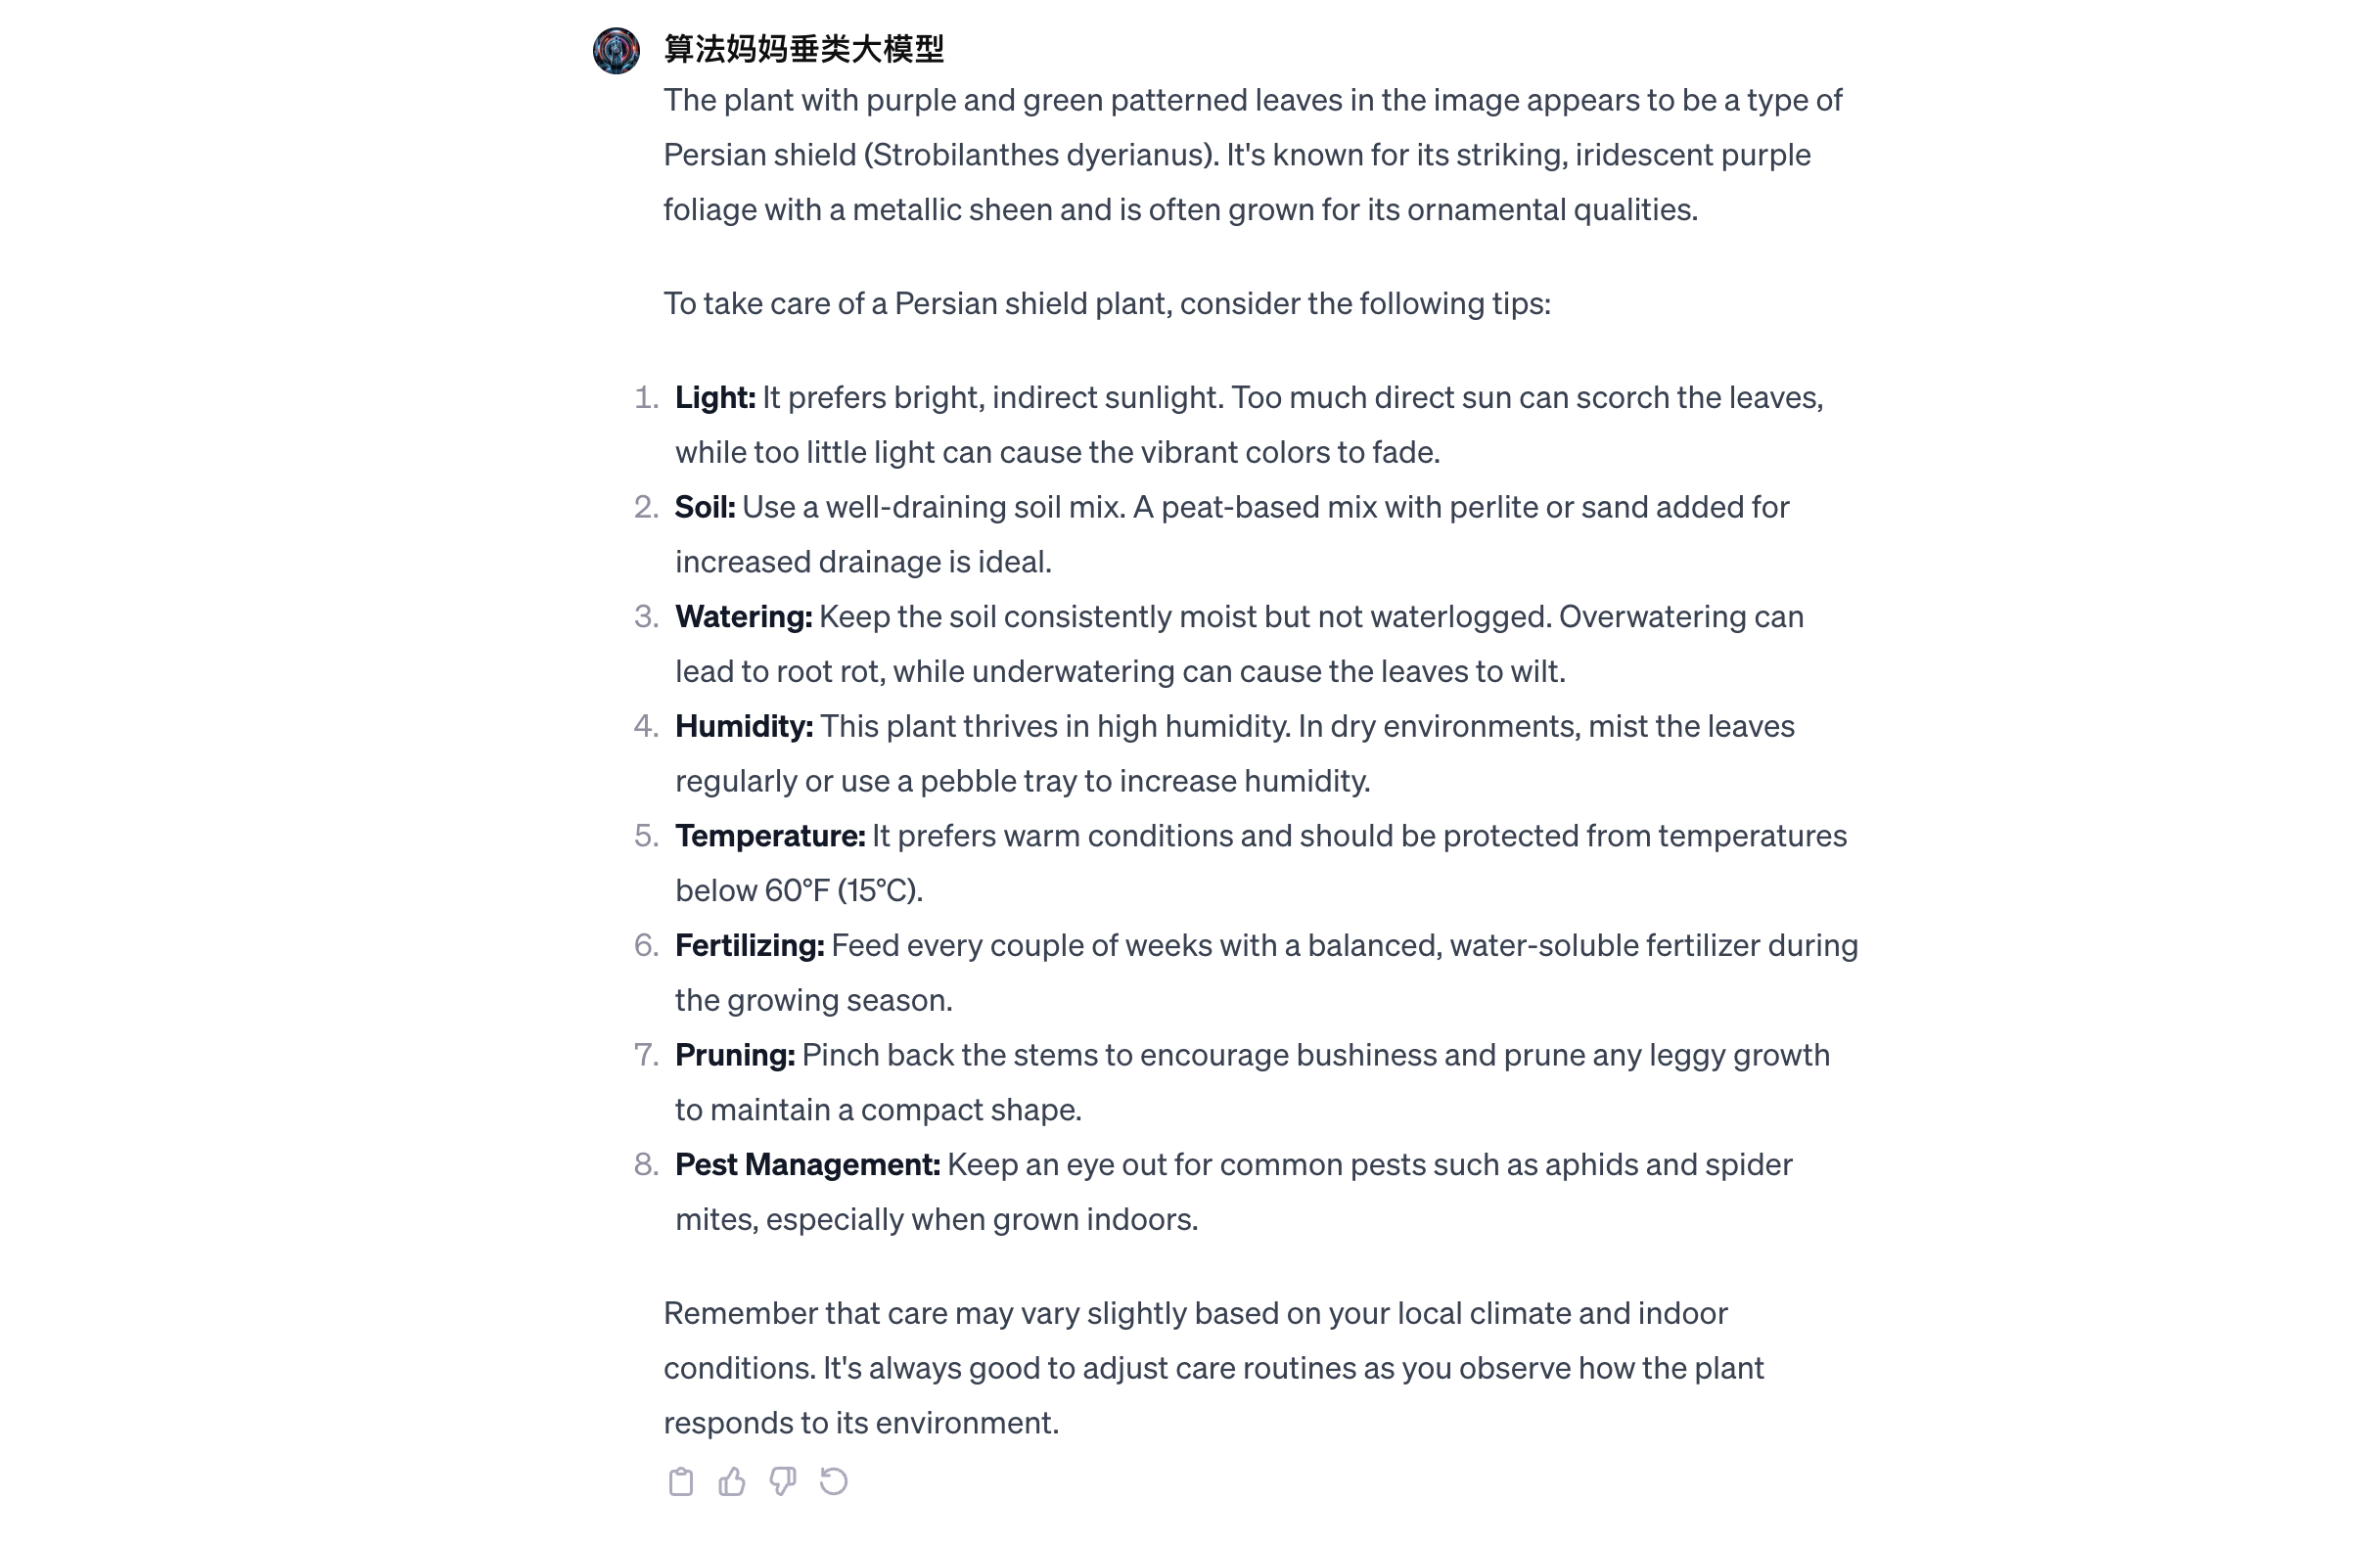 算法妈妈垂类大模型
The plant with purple and green patterned leaves in the image appears to be a type of
Persian shield (Strobilanthes dyerianus). It's known for its striking, iridescent purple
foliage with a metallic sheen and is often grown for its ornamental qualities.
To take care of a Persian shield plant, consider the following tips:
1. Light: It prefers bright, indirect sunlight. Too much direct sun can scorch the leaves,
while too little light can cause the vibrant colors to fade.
2. Soil: Use a well-draining soil mix. A peat-based mix with perlite or sand added for
increased drainage is ideal.
3. Watering: Keep the soil consistently moist but not waterlogged. Overwatering can
lead to root rot, while underwatering can cause the leaves to wilt.
4. Humidity: This plant thrives in high humidity. In dry environments, mist the leaves
regularly or use a pebble tray to increase humidity.
5. Temperature: It prefers warm conditions and should be protected from temperatures
below 60°F (15°C).
6. Fertilizing: Feed every couple of weeks with a balanced, water-soluble fertilizer during
the growing season.
7. Pruning: Pinch back the stems to encourage bushiness and prune any leggy growth
to maintain a compact shape.
8. Pest Management: Keep an eye out for common pests such as aphids and spider
mites, especially when grown indoors.
Remember that care may vary slightly based on your local climate and indoor
conditions. It's always good to adjust care routines as you observe how the plant
responds to its environment.